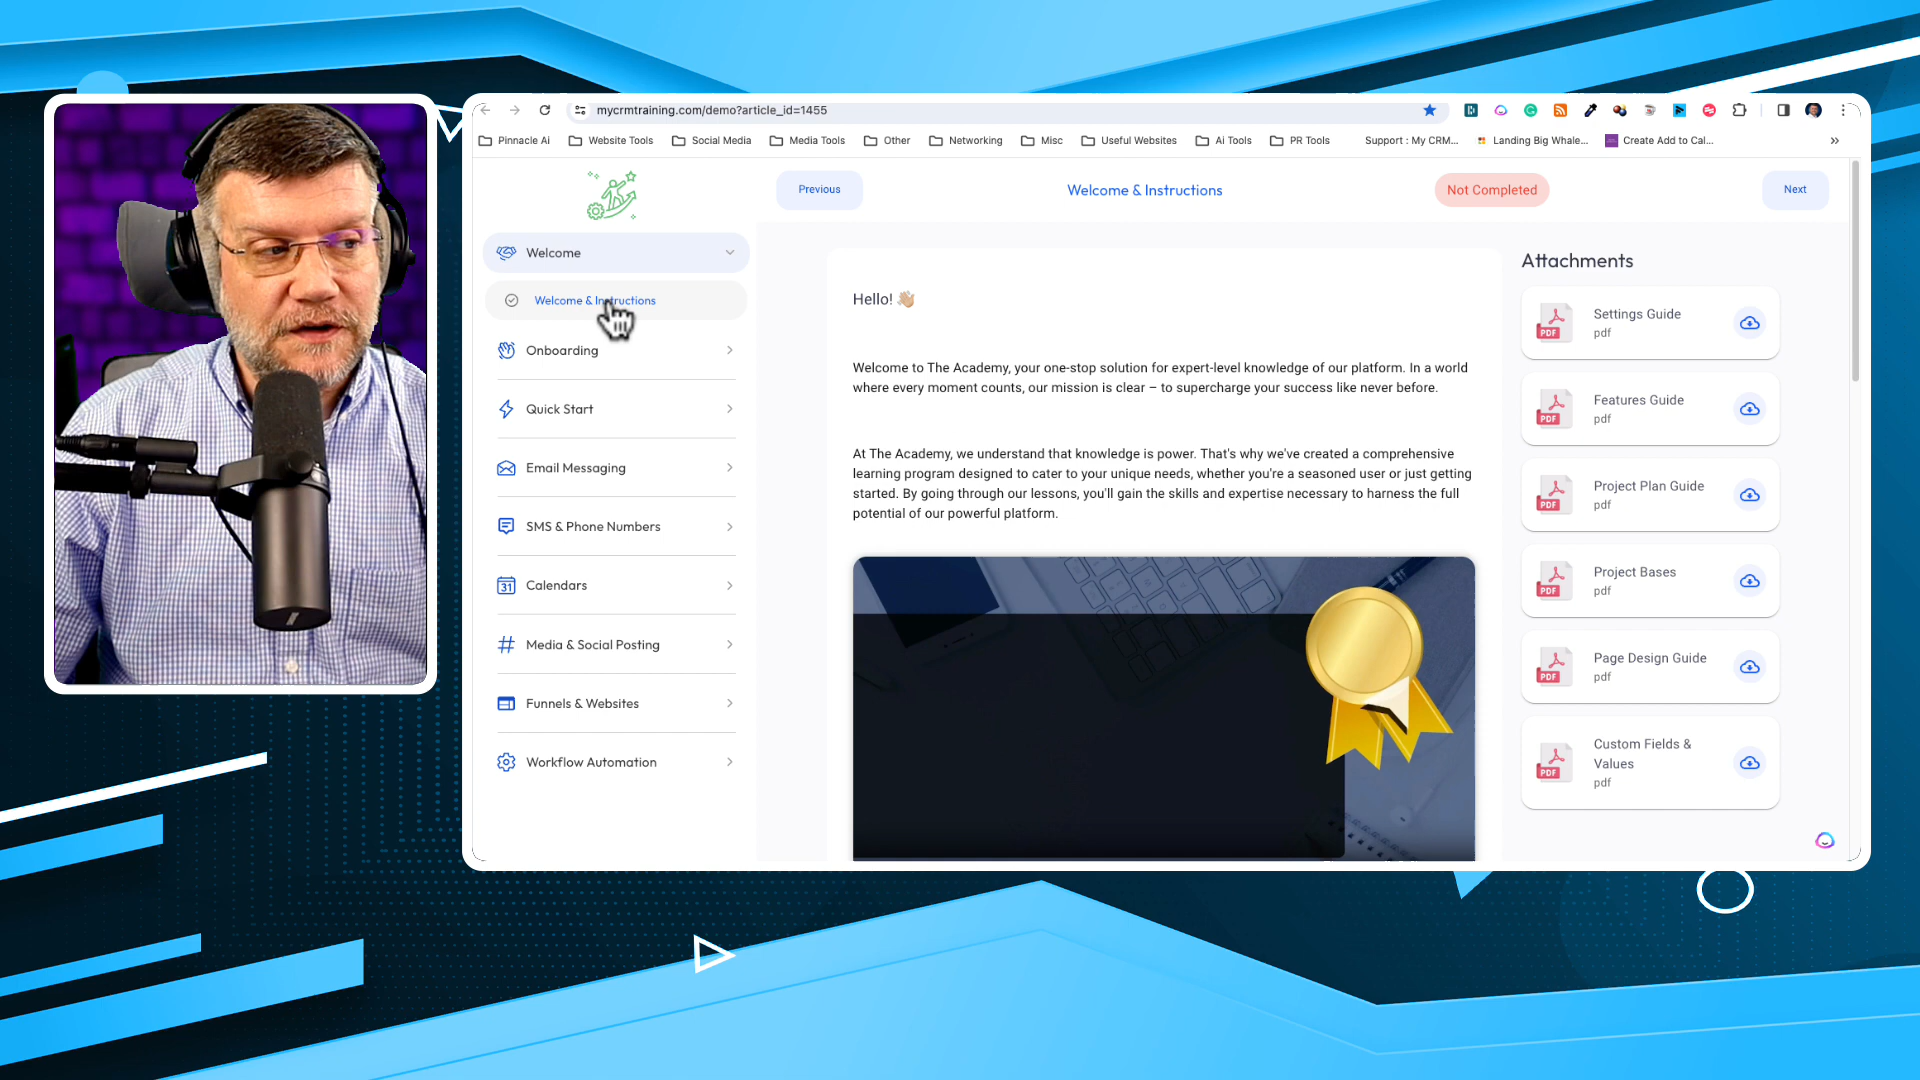 mycrmtraining.com/demo?article_id=1455
Pinnacle Ai
Website Tools
Social Media
Media Tools
Other
Networking
Misc
Useful Websites
Ai Tools
PR Tools
Support : My CRM...
Landing Big Whale...
Create Add to Cal...
»
Previous
Welcome & Instructions
Not Completed
Next
Welcome
Welcome & Instructions
Onboarding
Quick Start
Email Messaging
SMS & Phone Numbers
31
Calendars
Media & Social Posting
Funnels & Websites
Workflow Automation
Hello! 👋🏼
Welcome to The Academy, your one-stop solution for expert-level knowledge of our platform. In a world
where every moment counts, our mission is clear – to supercharge your success like never before.
At The Academy, we understand that knowledge is power. That's why we've created a comprehensive
learning program designed to cater to your unique needs, whether you're a seasoned user or just getting
started. By going through our lessons, you'll gain the skills and expertise necessary to harness the full
potential of our powerful platform.
Attachments
PDF
Settings Guide
pdf
PDF
Features Guide
pdf
PDF
Project Plan Guide
pdf
PDF
Project Bases
pdf
PDF
Page Design Guide
pdf
PDF
Custom Fields &
Values
pdf